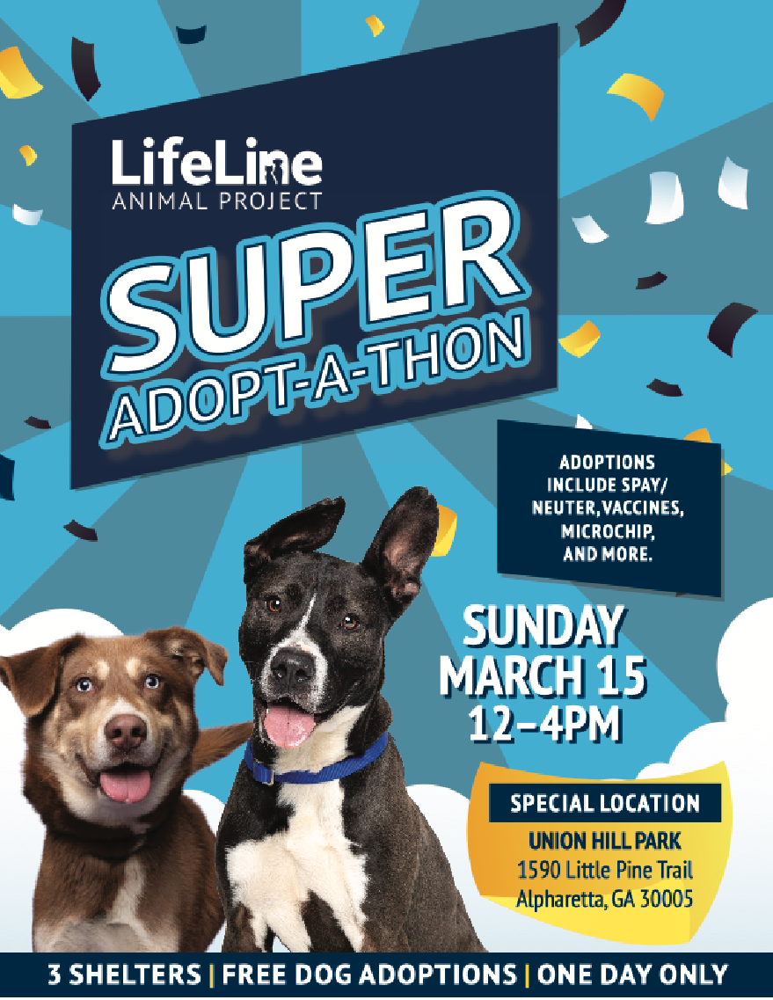 LifeLine
ANIMAL PROJECT
SUPER
ADOPT-A-THON
ADOPTIONS
INCLUDE SPAY/
NEUTER, VACCINES,
MICROCHIP,
AND MORE.
SUNDAY
MARCH 15
12–4PM
SPECIAL LOCATION
UNION HILL PARK
1590 Little Pine Trail
Alpharetta, GA 30005
3 SHELTERS | FREE DOG ADOPTIONS | ONE DAY ONLY